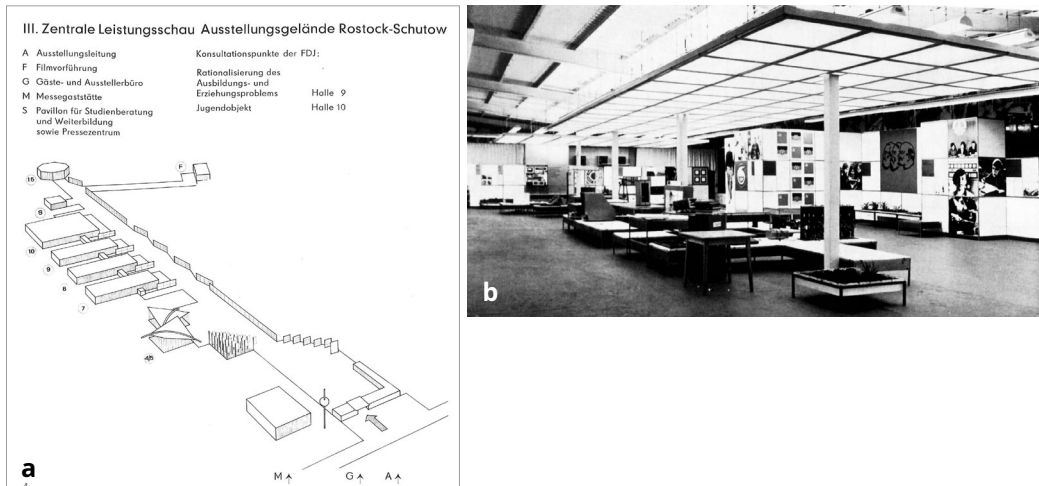 III. Zentrale Leistungsschau Ausstellungsgelände Rostock-Schutow
A Ausstellungsleitung
F Filmvorführung
G Gäste- und Ausstellerbüro
M Messegaststätte
S Pavillon für Studienberatung
und Weiterbildung
sowie Pressezentrum
Konsultationspunkte der FDJ:
Rationalisierung des
Ausbildungs- und
Erziehungsproblems Halle 9
Jugendobjekt Halle 10
F
15
S
10
9
8
7
4/5
M G A
a
4
b